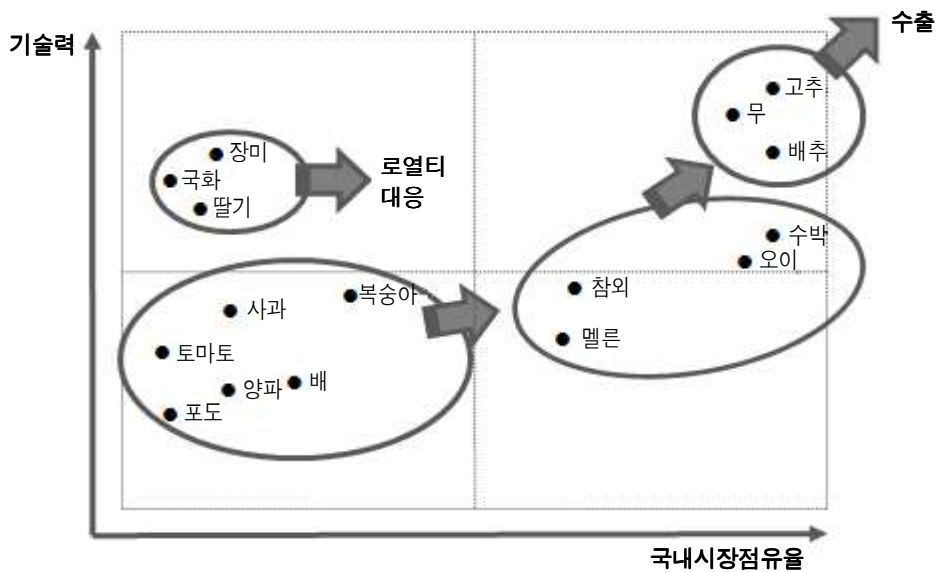 수출
기술력
고추
무
배추
장미
국화
딸기
로열티
대응
수박
오이
참외
멜른
복숭아
사과
토마토
양파
배
포도
국내시장점유율